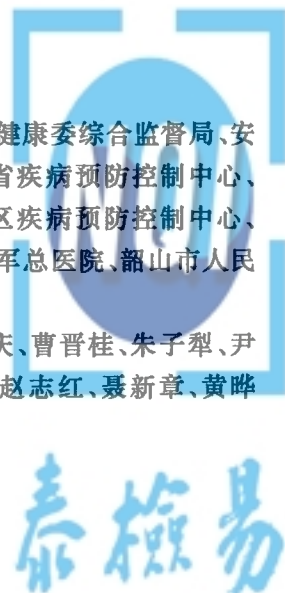 健康委综合监督局、安
省疾病预防控制中心、
区疾病预防控制中心、
军总医院、韶山市人民
庆、曹晋桂、朱子犁、尹
赵志红、聂新章、黄晔
泰檢易